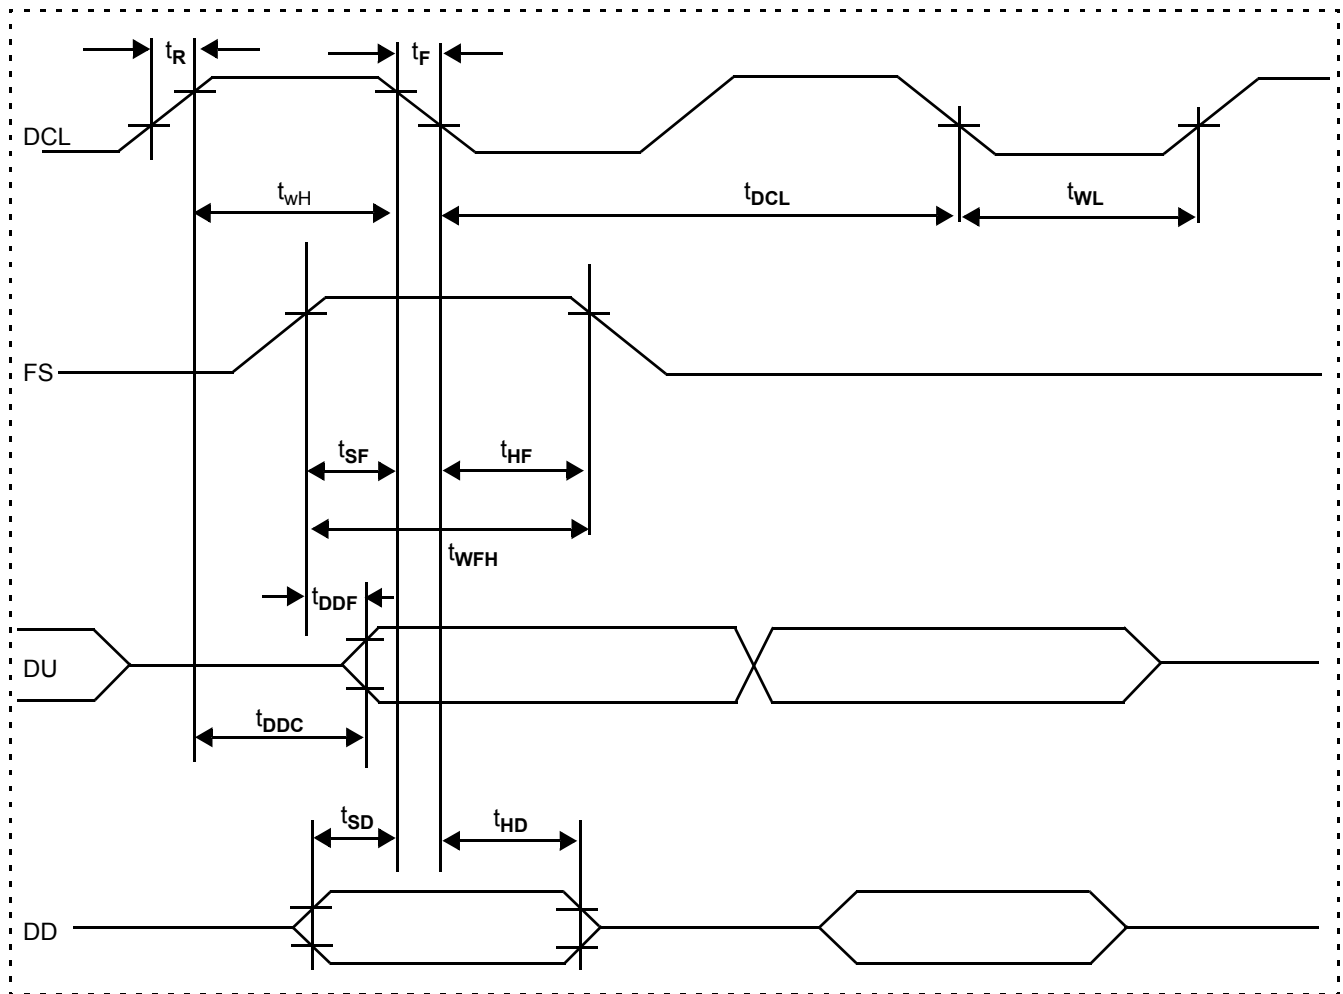 tR
tF
DCL
twH
tDCL
tWL
FS
tSF
tHF
tWFH
tDDF
DU
tDDC
tSD
tHD
DD